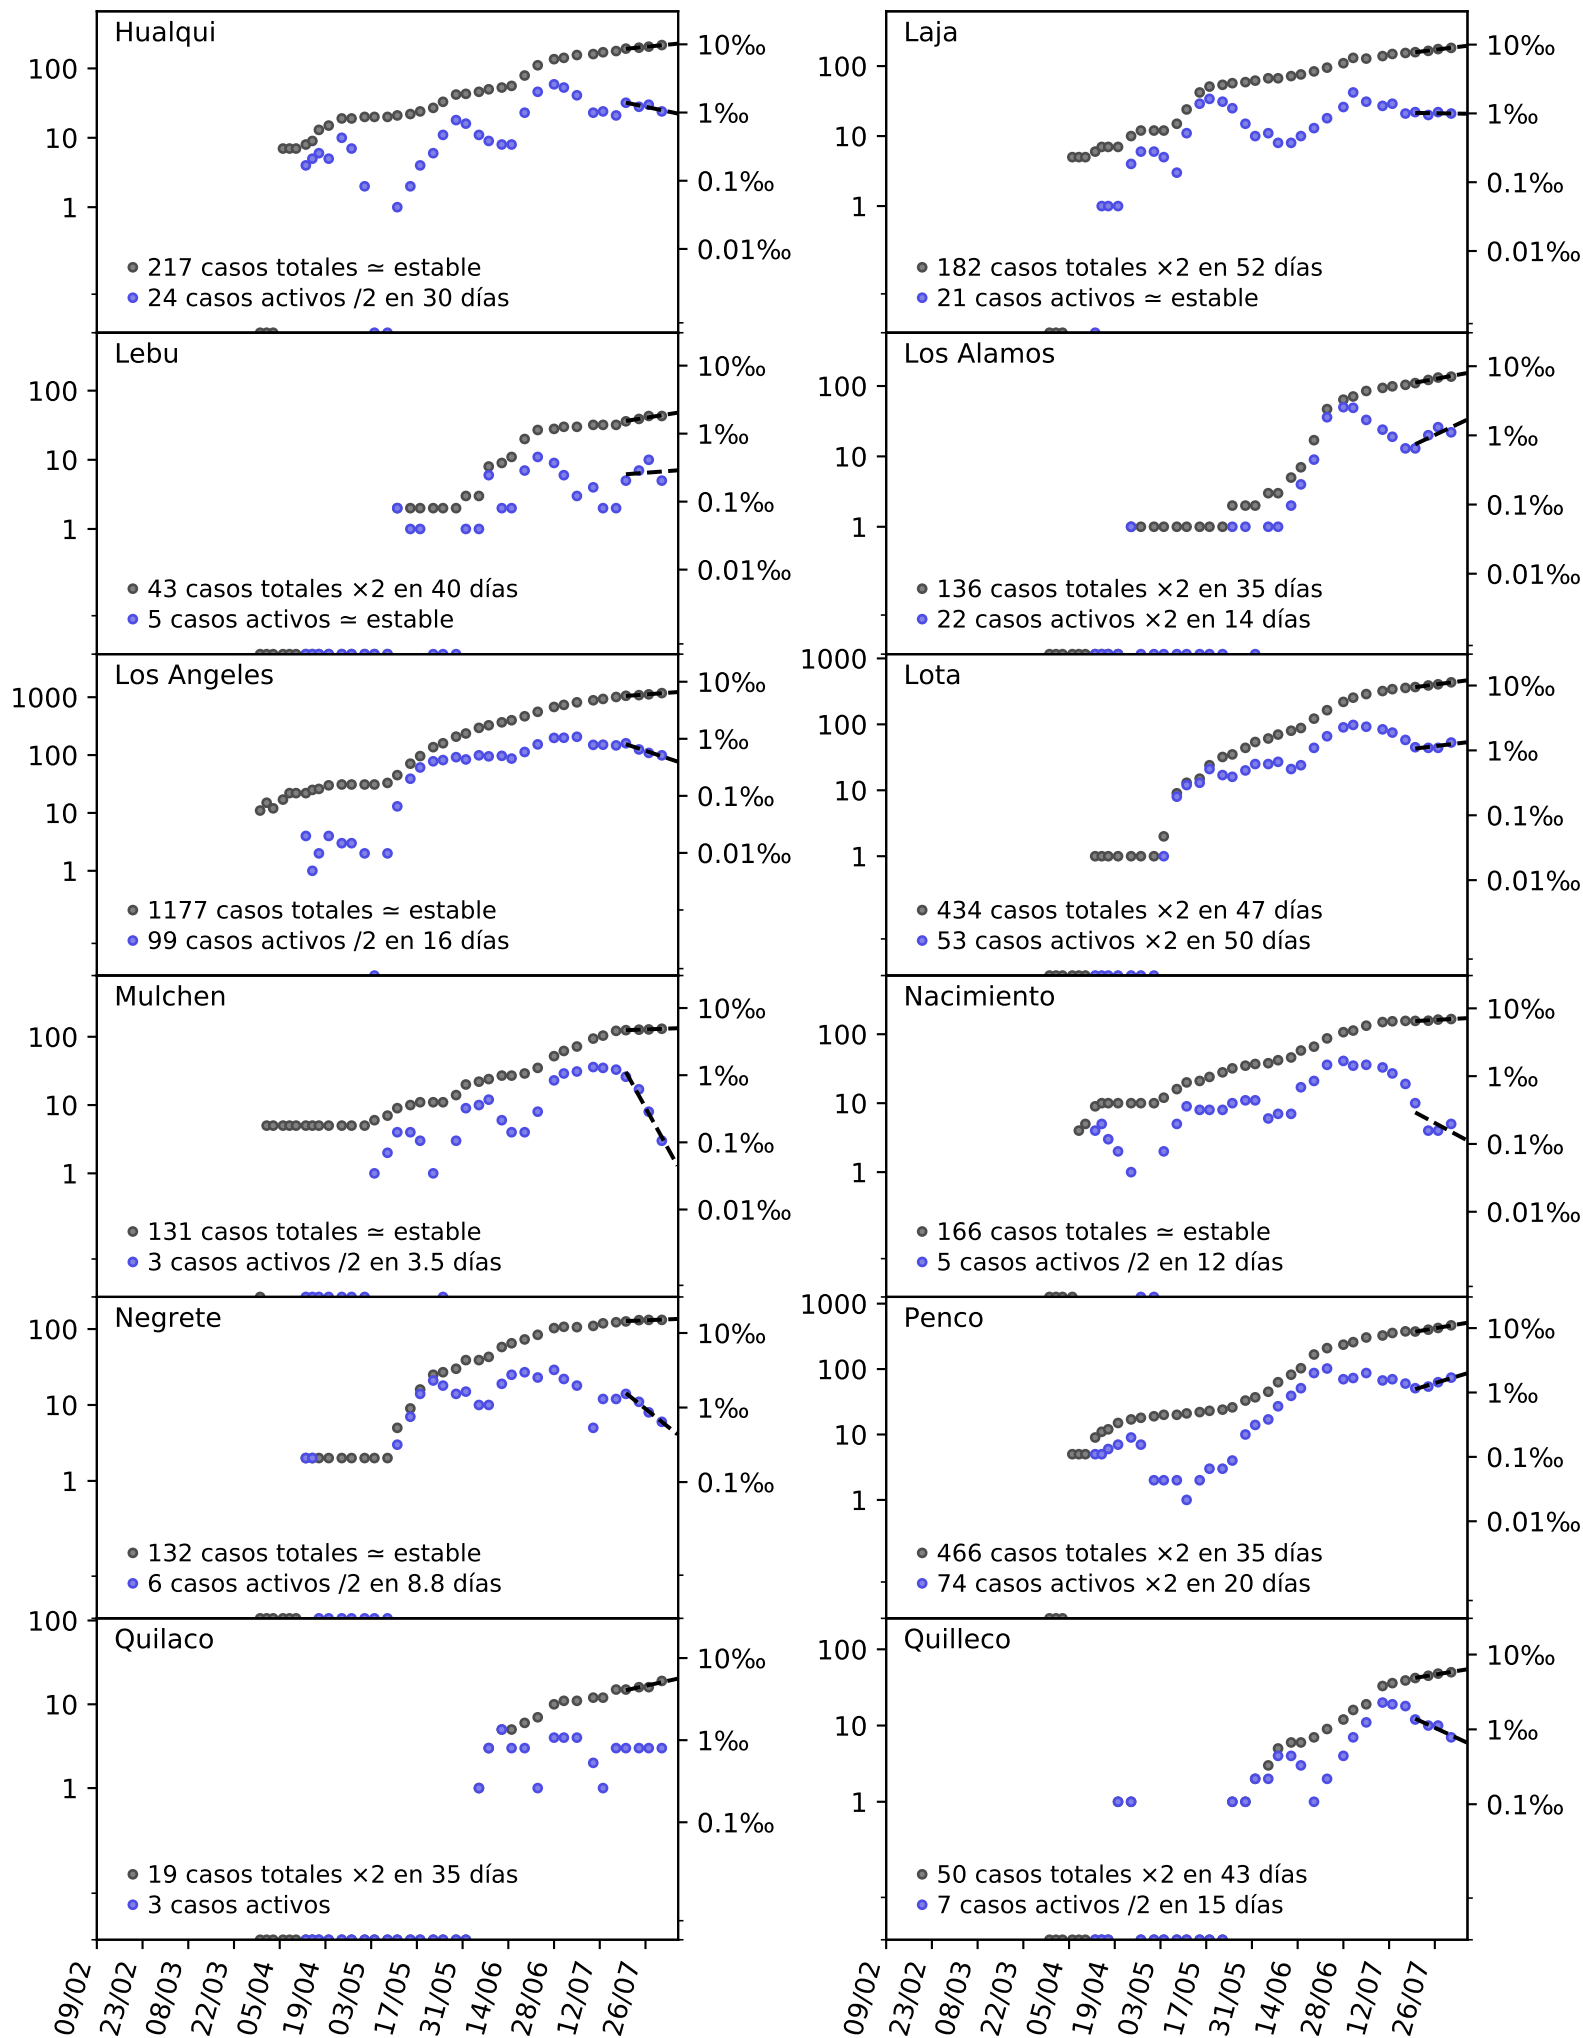 Hualqui
100
10
1
10‰
1‰
0.1‰
0.01‰
217 casos totales ≃ estable
24 casos activos /2 en 30 días
Laja
100
10
1
10‰
1‰
0.1‰
0.01‰
182 casos totales ×2 en 52 días
21 casos activos ≃ estable
Lebu
100
10
1
10‰
1‰
0.1‰
0.01‰
43 casos totales ×2 en 40 días
5 casos activos ≃ estable
Los Alamos
100
10
1
10‰
1‰
0.1‰
0.01‰
136 casos totales ×2 en 35 días
22 casos activos ×2 en 14 días
Los Angeles
1000
100
10
1
10‰
1‰
0.1‰
0.01‰
1177 casos totales ≃ estable
99 casos activos /2 en 16 días
Lota
1000
100
10
1
10‰
1‰
0.1‰
0.01‰
434 casos totales ×2 en 47 días
53 casos activos ×2 en 50 días
Mulchen
100
10
1
10‰
1‰
0.1‰
0.01‰
131 casos totales ≃ estable
3 casos activos /2 en 3.5 días
Nacimiento
100
10
1
10‰
1‰
0.1‰
0.01‰
166 casos totales ≃ estable
5 casos activos /2 en 12 días
Negrete
100
10
1
10‰
1‰
0.1‰
132 casos totales ≃ estable
6 casos activos /2 en 8.8 días
Penco
1000
100
10
1
10‰
1‰
0.1‰
0.01‰
466 casos totales ×2 en 35 días
74 casos activos ×2 en 20 días
Quilaco
100
10
1
10‰
1‰
0.1‰
19 casos totales ×2 en 35 días
3 casos activos
Quilleco
100
10
1
10‰
1‰
0.1‰
50 casos totales ×2 en 43 días
7 casos activos /2 en 15 días
09/02 23/02 08/03 22/03 05/04 19/04 03/05 17/05 31/05 14/06 28/06 12/07 26/07
09/02 23/02 08/03 22/03 05/04 19/04 03/05 17/05 31/05 14/06 28/06 12/07 26/07